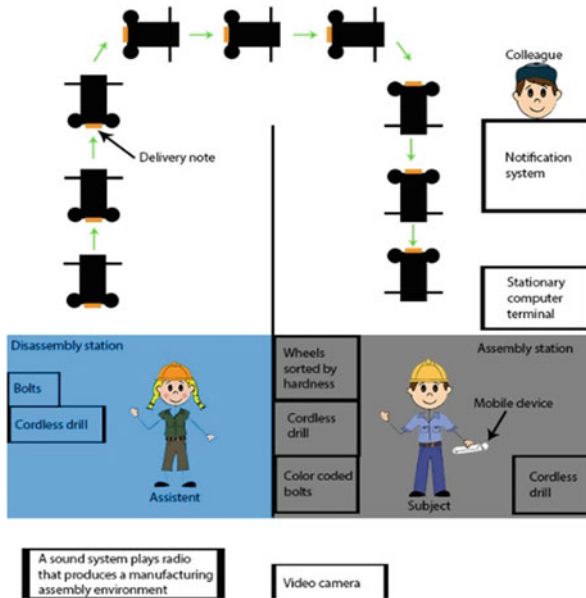 Colleague
Delivery note
Notification
system
Stationary
computer
terminal
Disassembly station
Wheels
sorted by
hardness
Assembly station
Bolts
Mobile device
Cordless drill
Cordless
drill
Color coded
bolts
Cordless
drill
Assistent
Subject
A sound system plays radio
that produces a manufacturing
assembly environment
Video camera